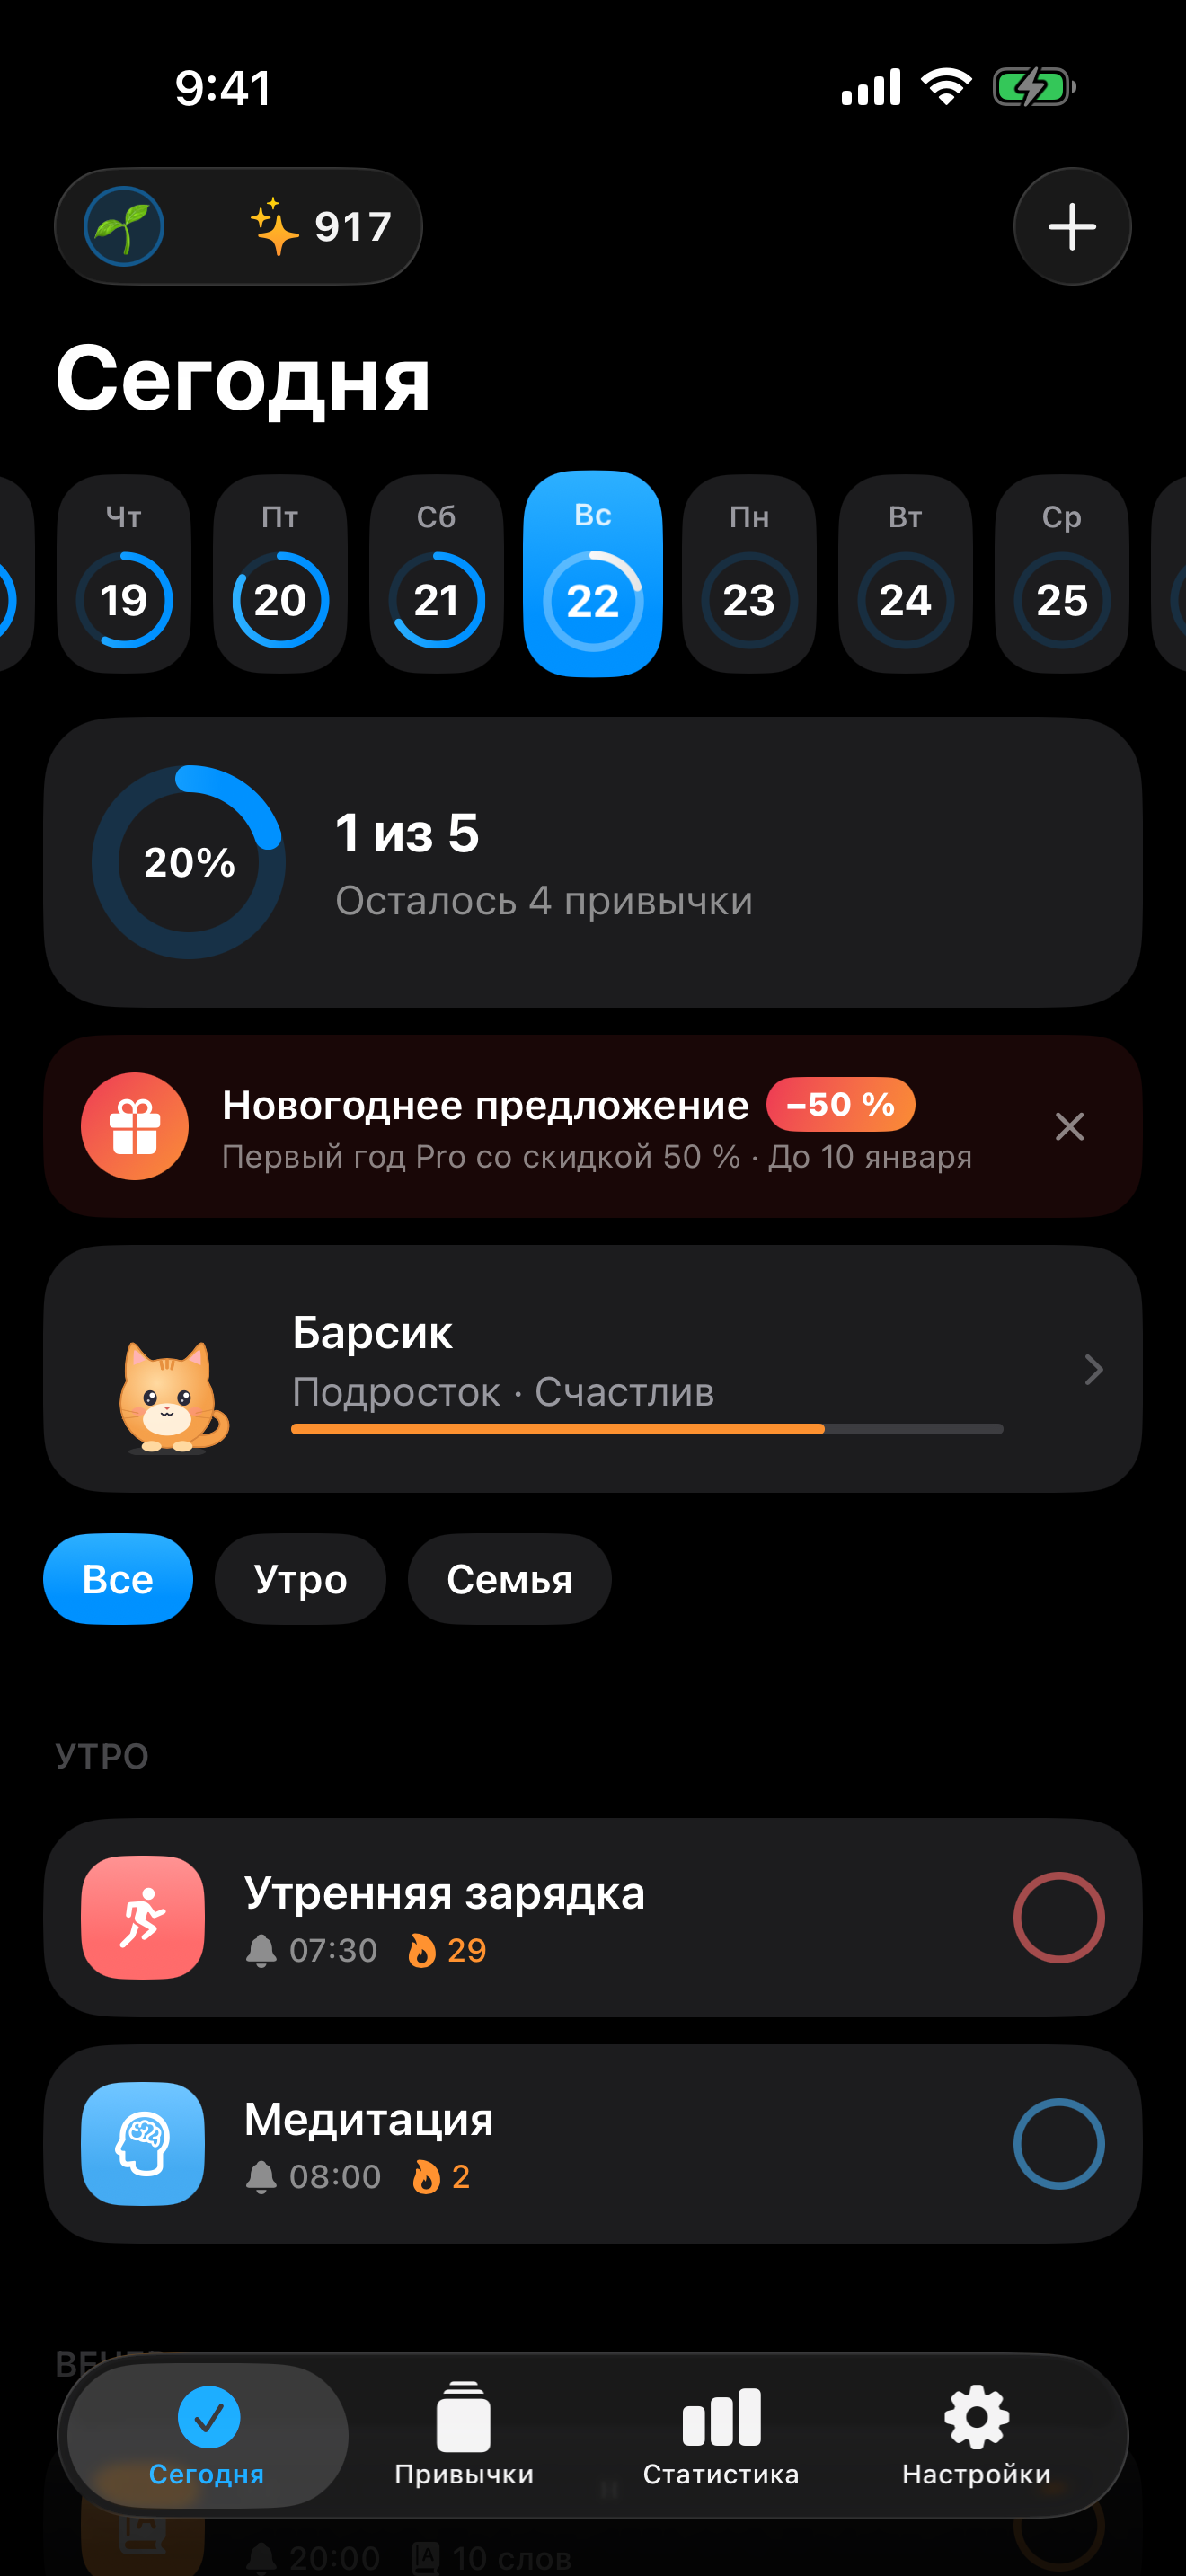 9:41
917
Сегодня
Чт Пт Сб Вс Пн Вт Ср
19 20 21 22 23 24 25
20%
1 из 5
Осталось 4 привычки
Новогоднее предложение –50 %
Первый год Pro со скидкой 50 % · До 10 января
Барсик
Подросток · Счастлив
Все Утро Семья
УТРО
Утренняя зарядка
07:30 29
Медитация
08:00 2
Сегодня Привычки Статистика Настройки
20:00 10 слов